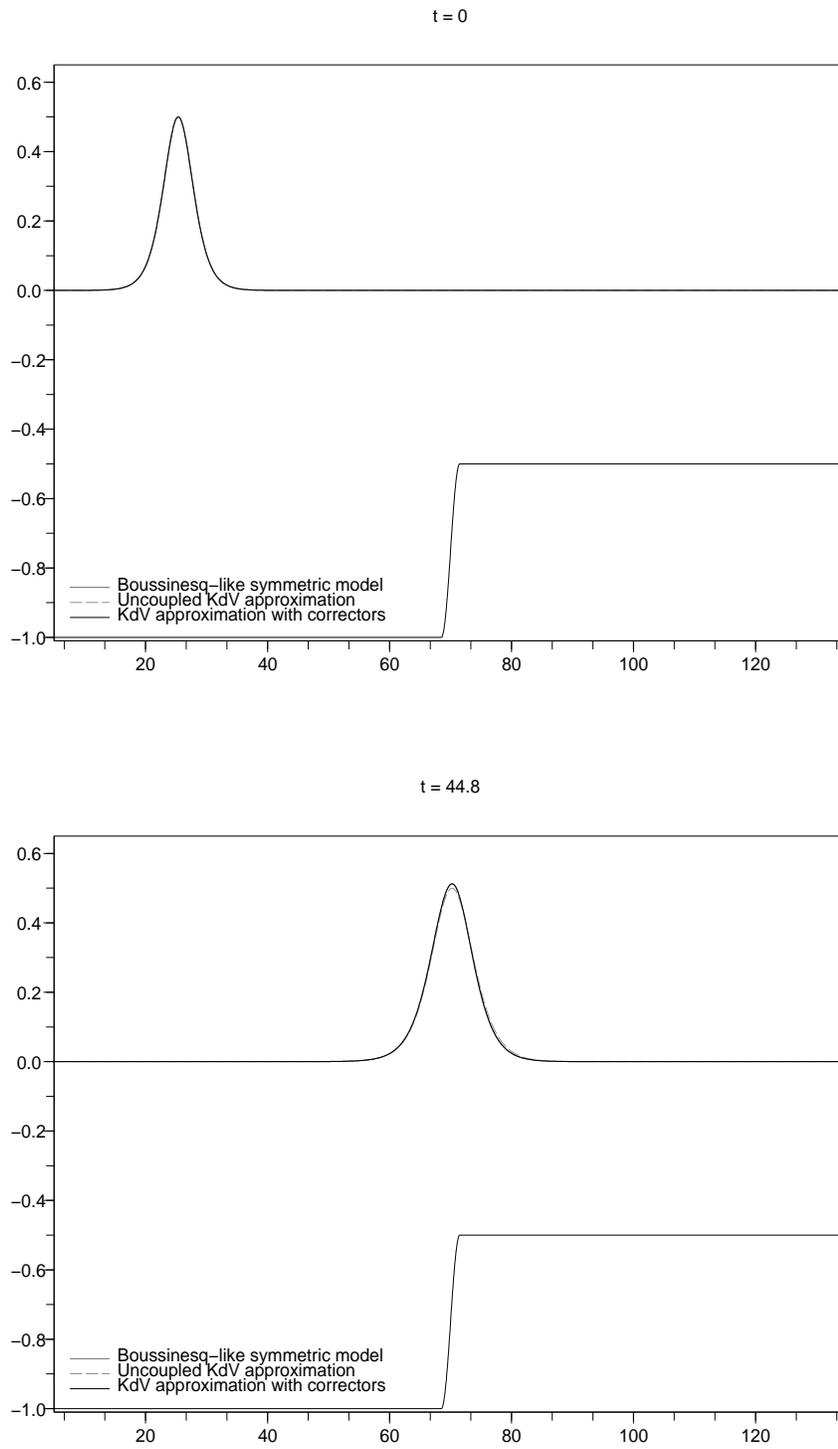 t = 0
0.6
0.4
0.2
0.0
−0.2
−0.4
−0.6
−0.8
−1.0
Boussinesq−like symmetric model
Uncoupled KdV approximation
KdV approximation with correctors
20 40 60 80 100 120
t = 44.8
0.6
0.4
0.2
0.0
−0.2
−0.4
−0.6
−0.8
−1.0
Boussinesq−like symmetric model
Uncoupled KdV approximation
KdV approximation with correctors
20 40 60 80 100 120